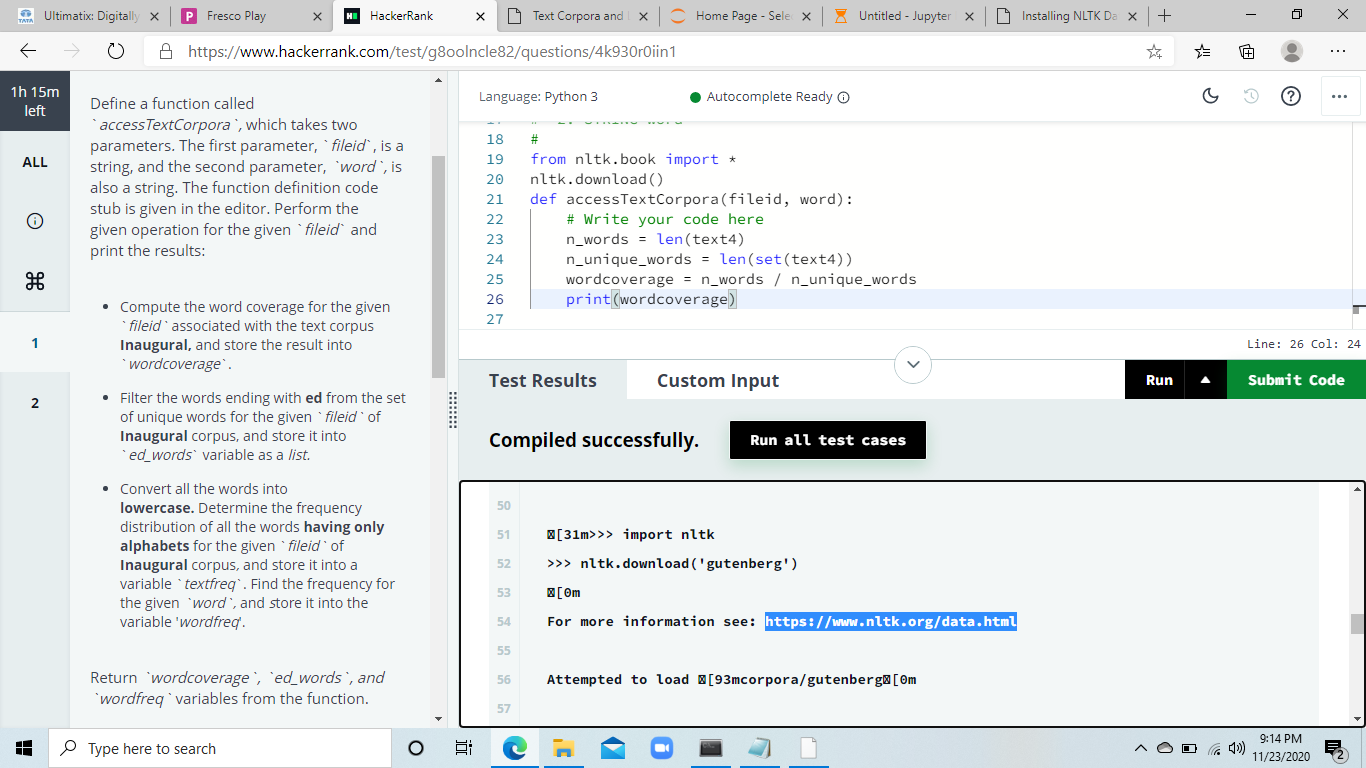 Ultimatix: Digitally
Fresco Play
HackerRank
Text Corpora and
Home Page - Sele
Untitled - Jupyter
Installing NLTK Da
https://www.hackerrank.com/test/g8oolncle82/questions/4k930r0iin1
1h 15m
left
ALL
1
2
Define a function called
`accessTextCorpora`, which takes two
parameters. The first parameter, `fileid`, is a
string, and the second parameter, `word`, is
also a string. The function definition code
stub is given in the editor. Perform the
given operation for the given `fileid` and
print the results:
• Compute the word coverage for the given
`fileid` associated with the text corpus
Inaugural, and store the result into
`wordcoverage`.
• Filter the words ending with ed from the set
of unique words for the given `fileid` of
Inaugural corpus, and store it into
`ed_words` variable as a list.
• Convert all the words into
lowercase. Determine the frequency
distribution of all the words having only
alphabets for the given `fileid` of
Inaugural corpus, and store it into a
variable `textfreq`. Find the frequency for
the given `word`, and store it into the
variable 'wordfreq'.
Return `wordcoverage`, `ed_words`, and
`wordfreq` variables from the function.
Language: Python 3
Autocomplete Ready
17 # 2. STRING word
18 #
19 from nltk.book import *
20 nltk.download()
21 def accessTextCorpora(fileid, word):
22 # Write your code here
23 n_words = len(text4)
24 n_unique_words = len(set(text4))
25 wordcoverage = n_words / n_unique_words
26 print(wordcoverage)
27
Line: 26 Col: 24
Test Results
Custom Input
Run
Submit Code
Compiled successfully.
Run all test cases
50
51 [31m>>> import nltk
52 >>> nltk.download('gutenberg')
53 [0m
54 For more information see: https://www.nltk.org/data.html
55
56 Attempted to load [93mcorpora/gutenberg[0m
57
Type here to search
9:14 PM
11/23/2020
2